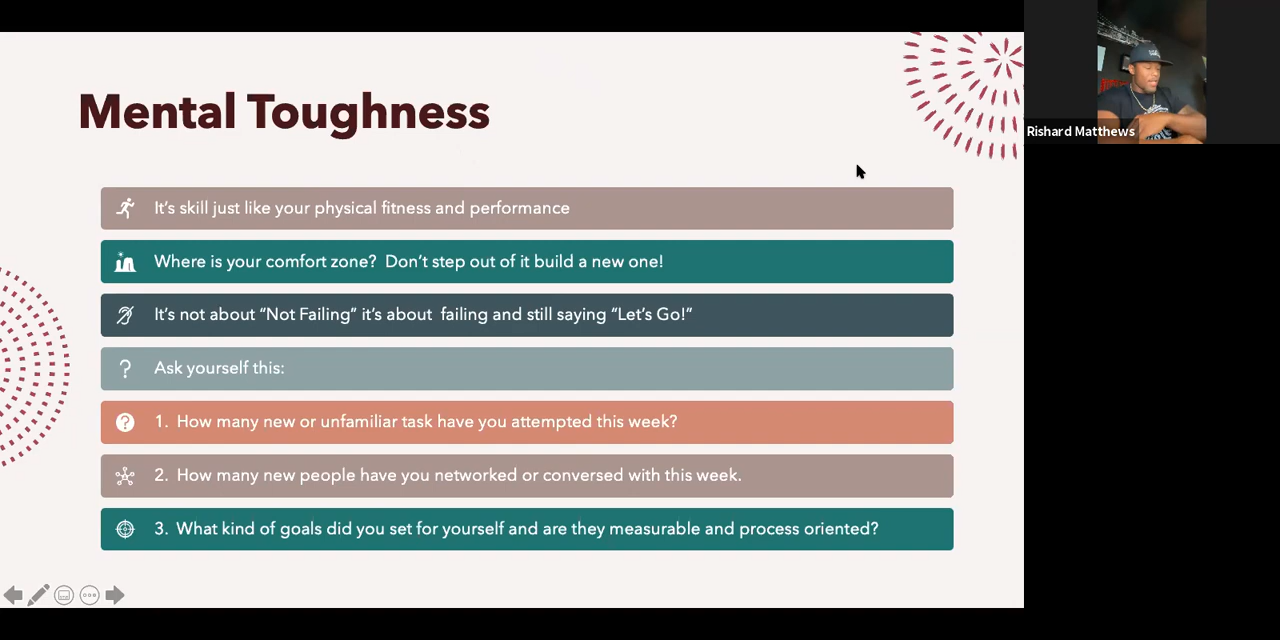 Mental Toughness
It’s skill just like your physical fitness and performance
Where is your comfort zone?  Don’t step out of it build a new one!
It’s not about “Not Failing” it’s about  failing and still saying “Let’s Go!”
Ask yourself this:
1.  How many new or unfamiliar task have you attempted this week?
2.  How many new people have you networked or conversed with this week.
3.  What kind of goals did you set for yourself and are they measurable and process oriented?
Rishard Matthews